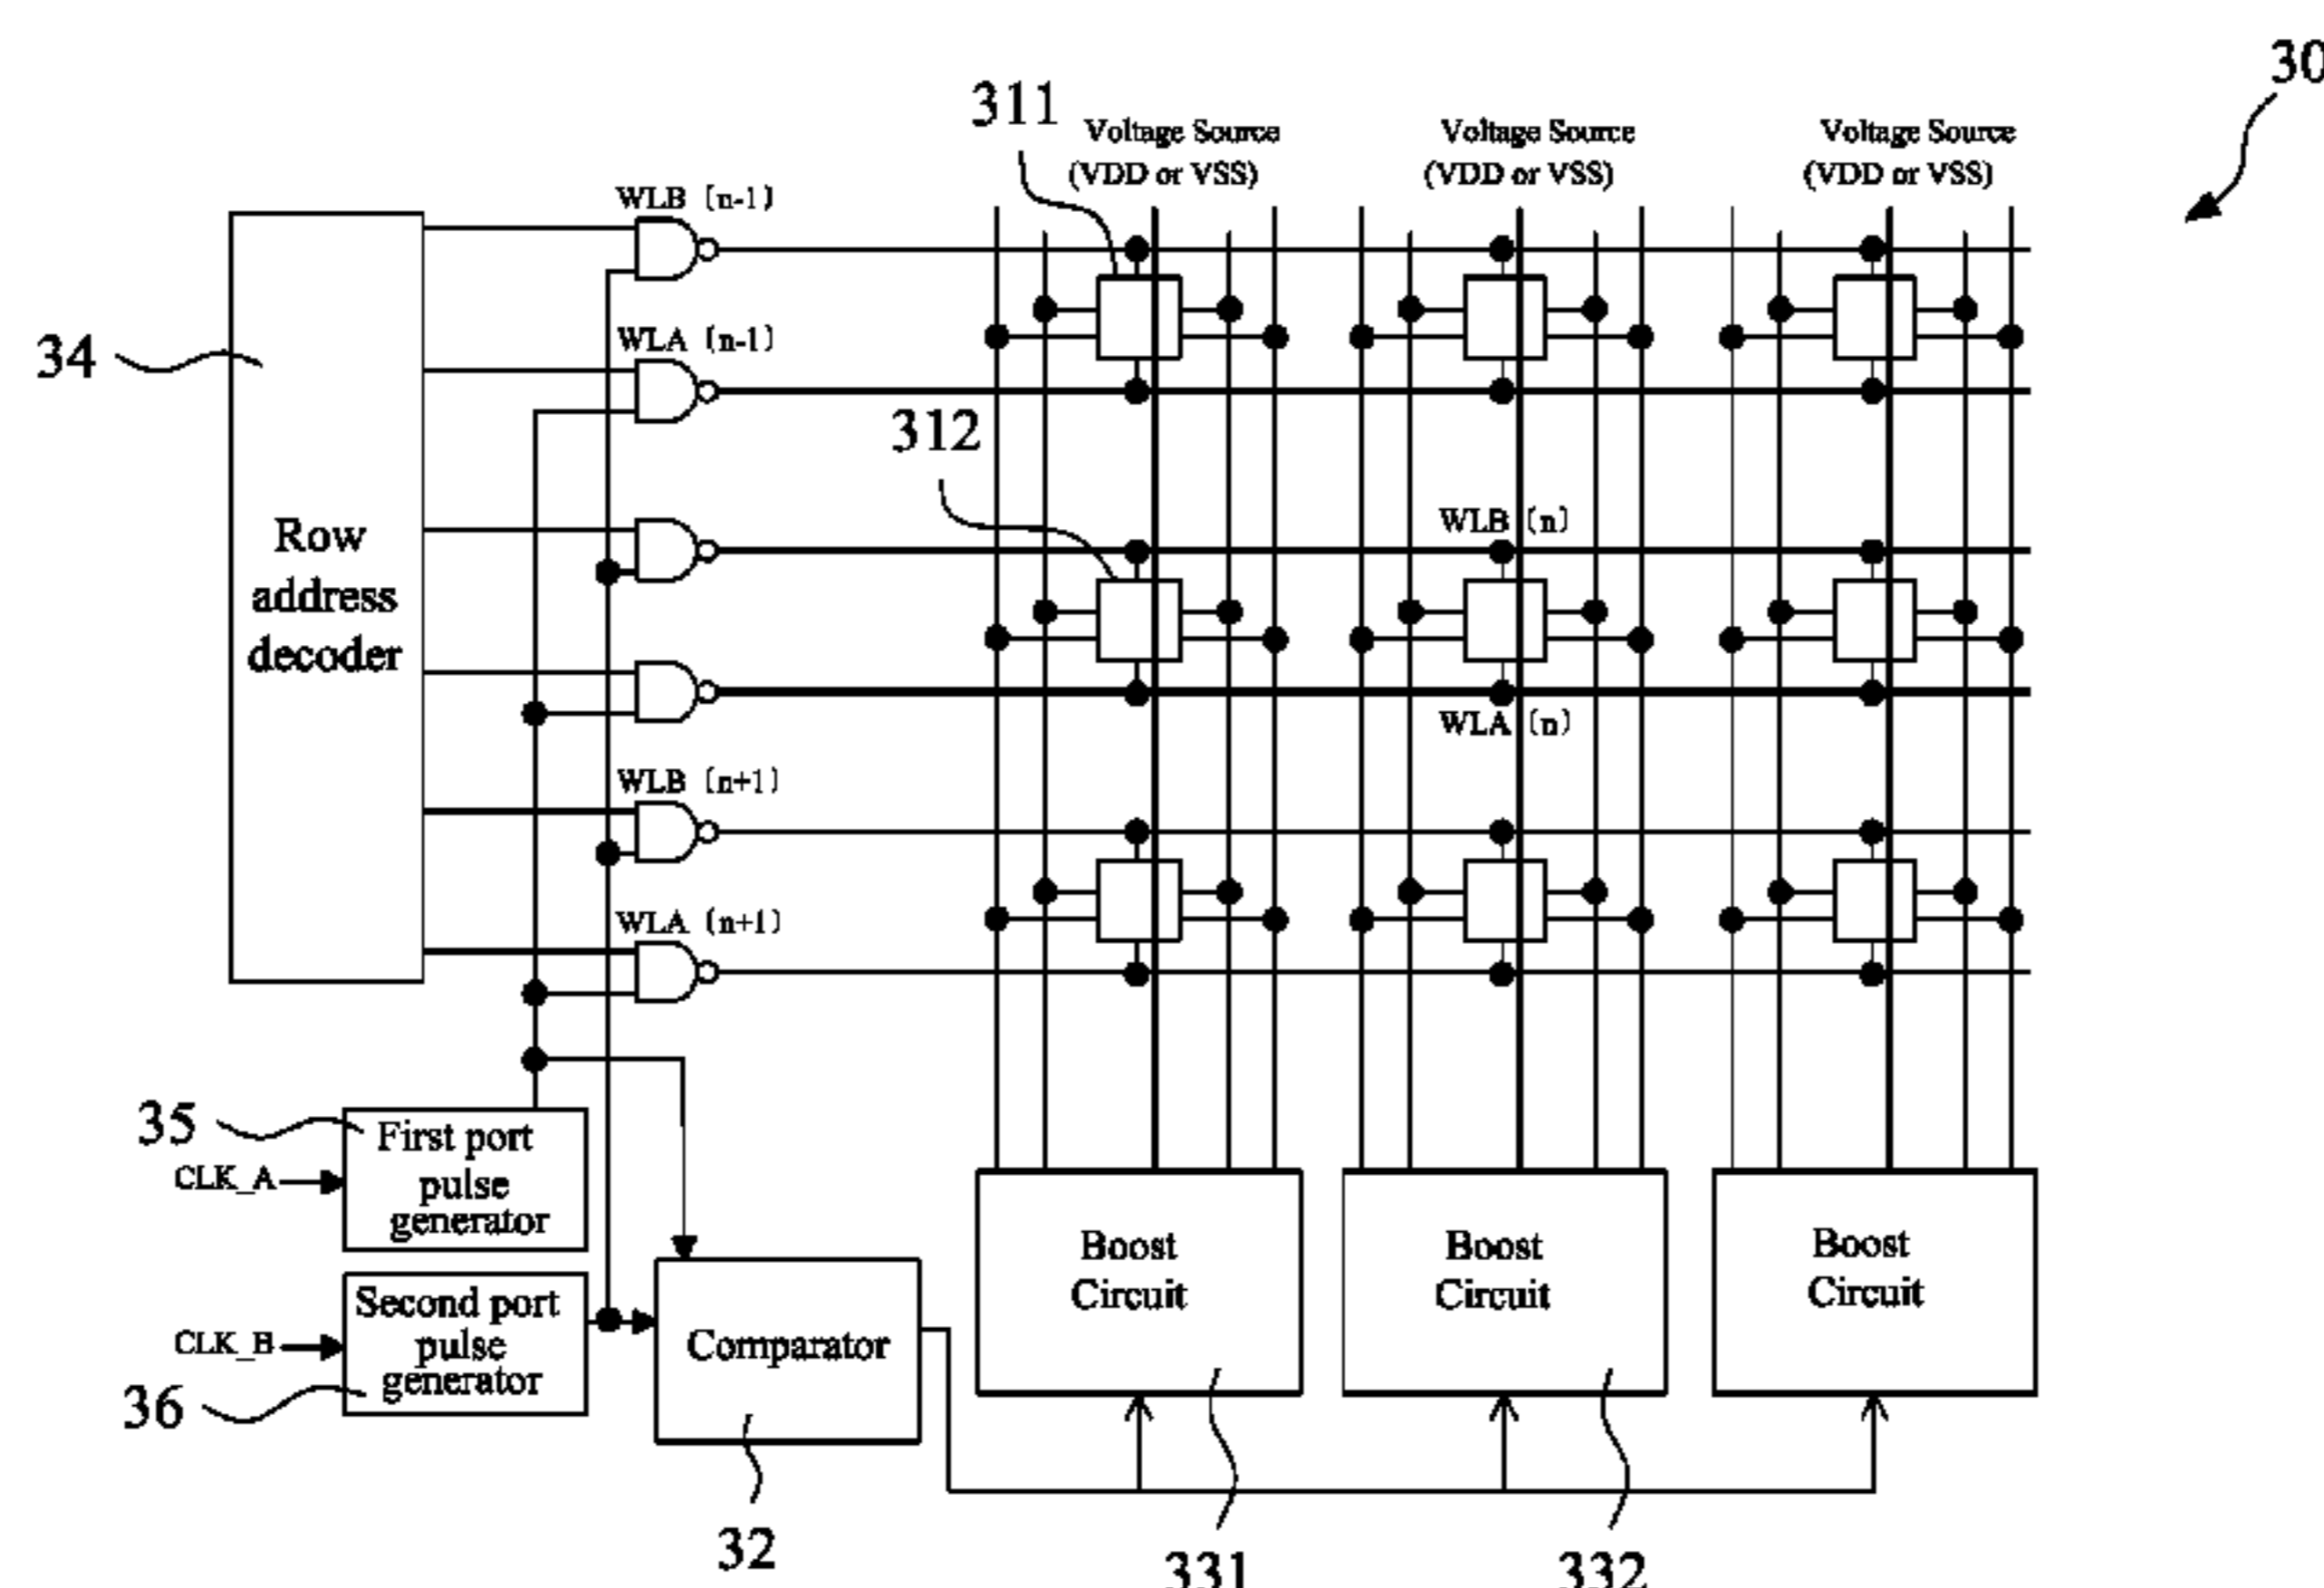 30
311
Voltage Source
(VDD or VSS)
Voltage Source
(VDD or VSS)
Voltage Source
(VDD or VSS)
WLB (n-1)
34
WLA (n-1)
312
Row
address
decoder
WLB (n)
WLA (n)
WLB (n+1)
WLA (n+1)
35
First port
pulse
generator
CLK_A
Second port
pulse
generator
CLK_B
36
Comparator
Boost
Circuit
Boost
Circuit
Boost
Circuit
32
331
332